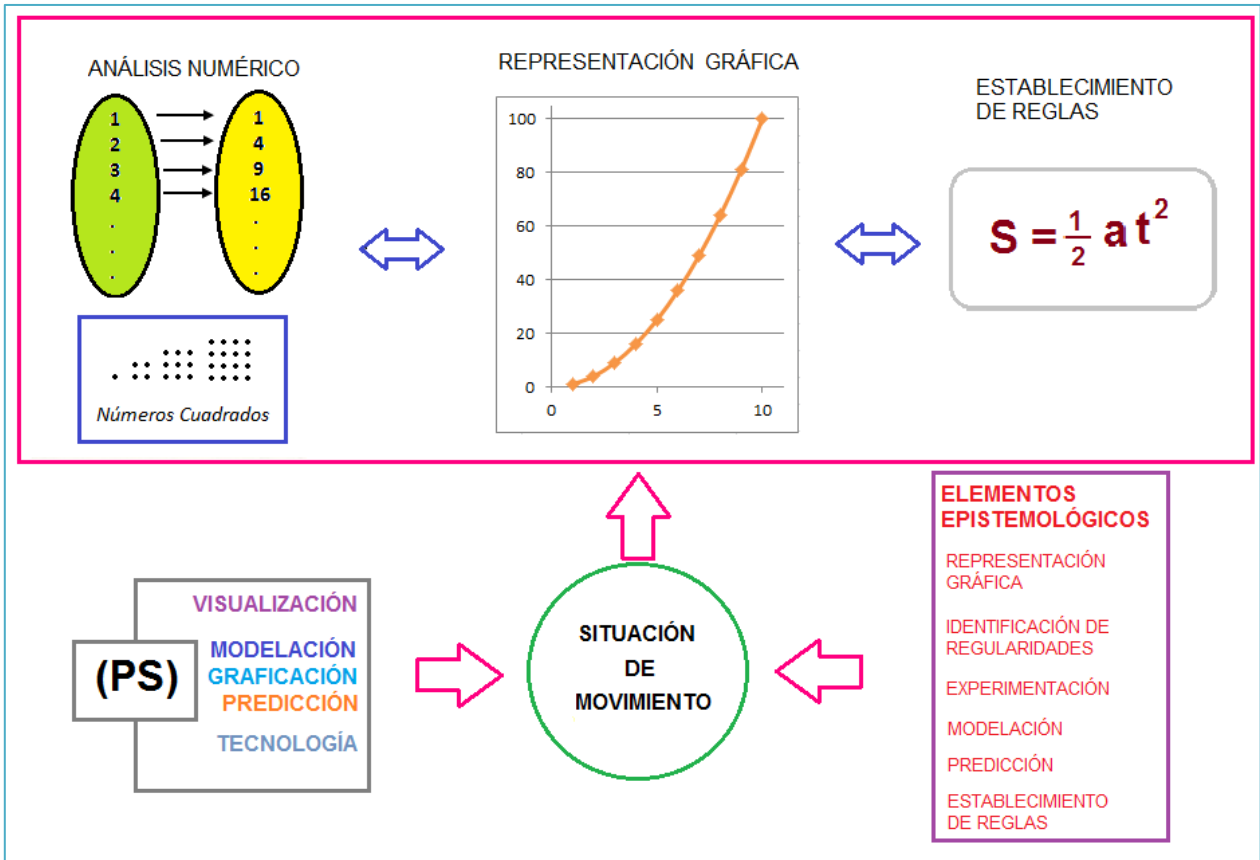 ANÁLISIS NUMÉRICO
1 1
2 4
3 9
4 16
. .
. .
. .
Números Cuadrados
REPRESENTACIÓN GRÁFICA
100
80
60
40
20
0
0 5 10
ESTABLECIMIENTO
DE REGLAS
S = 1/2 at²
(PS)
VISUALIZACIÓN
MODELACIÓN
GRAFICACIÓN
PREDICCIÓN
TECNOLOGÍA
SITUACIÓN
DE
MOVIMIENTO
ELEMENTOS
EPISTEMOLÓGICOS
REPRESENTACIÓN
GRÁFICA
IDENTIFICACIÓN DE
REGULARIDADES
EXPERIMENTACIÓN
MODELACIÓN
PREDICCIÓN
ESTABLECIMIENTO
DE REGLAS